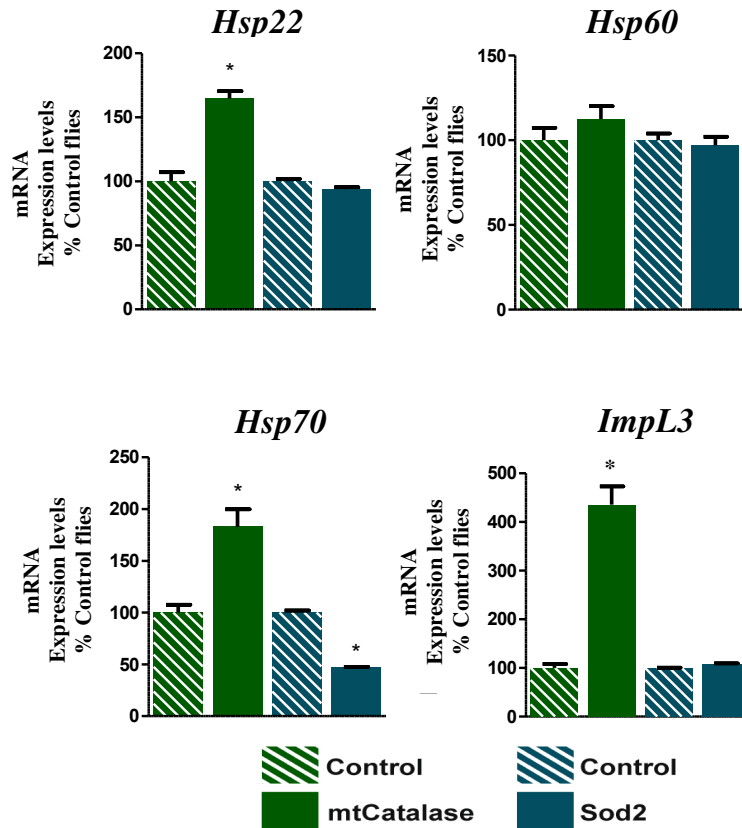 Hsp22
mRNA
Expression levels
% Control flies
200
150
100
50
0
*
Hsp60
mRNA
Expression levels
% Control flies
150
100
50
0
Hsp70
mRNA
Expression levels
% Control flies
250
200
150
100
50
0
*
*
ImpL3
mRNA
Expression levels
% Control flies
500
400
300
200
100
0
*
Control
Control
mtCatalase
Sod2